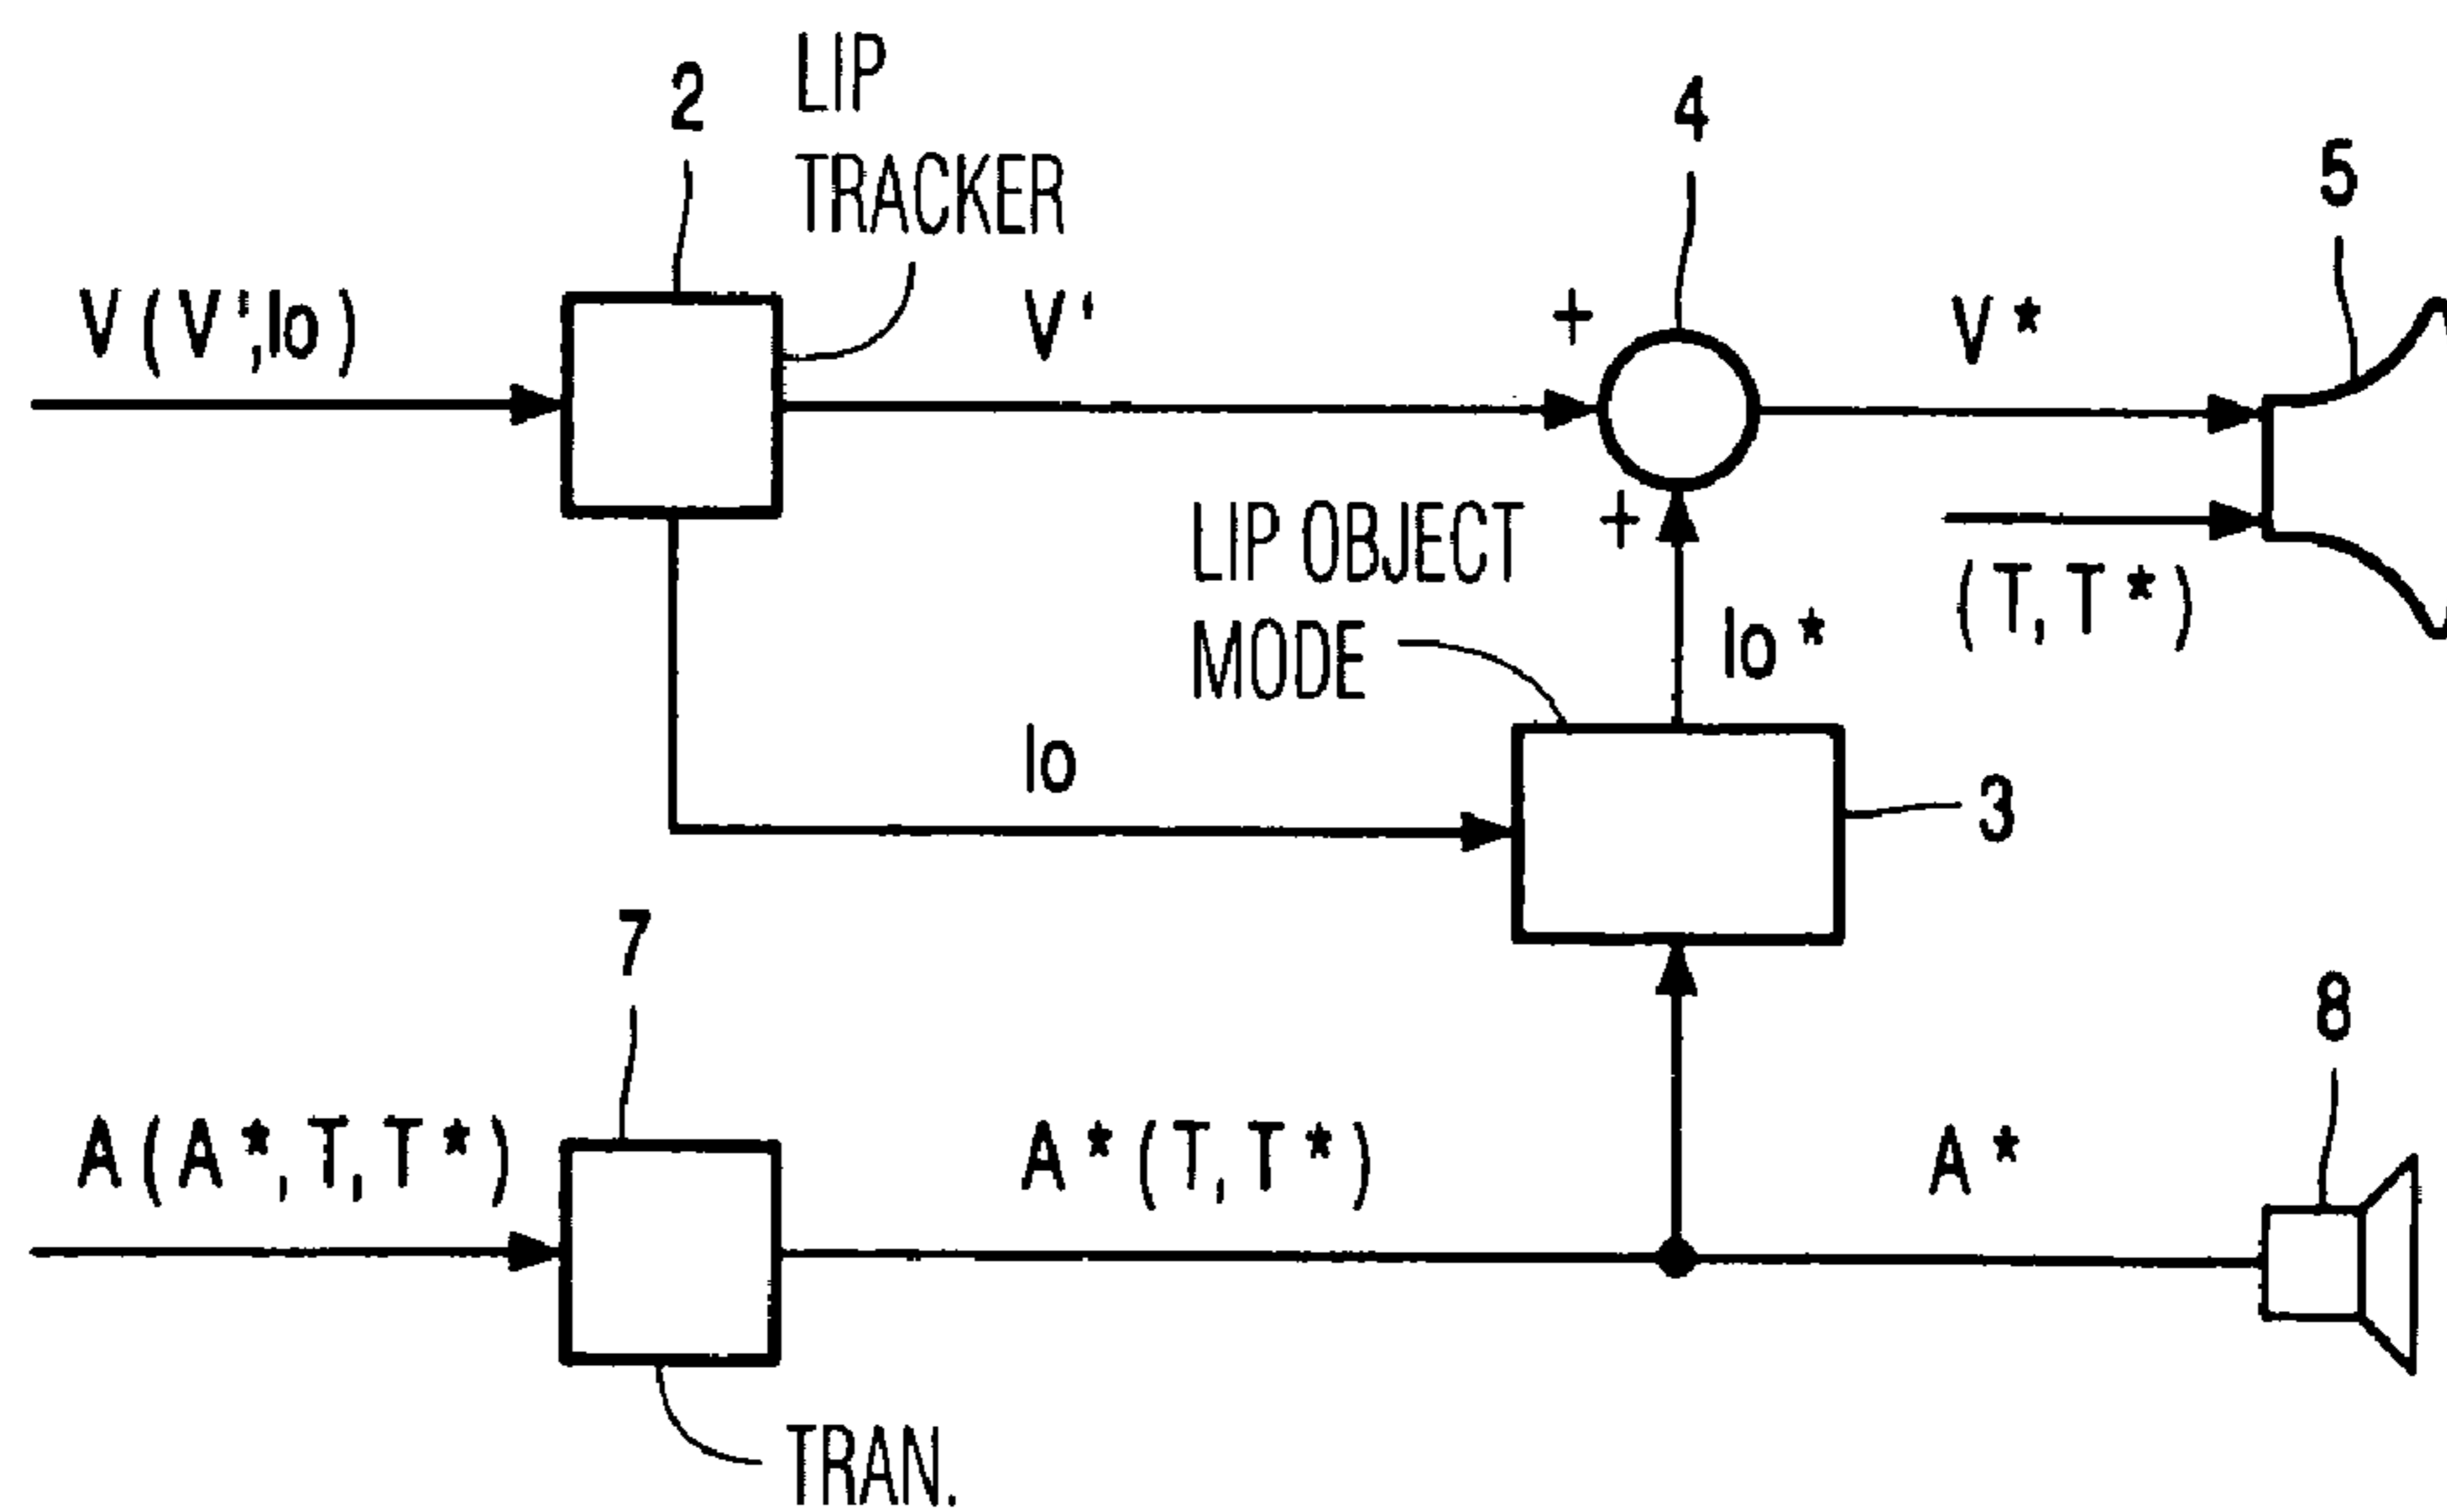 2
LIP
TRACKER
4
5
V(V',lo)
V'
+
V*
LIP OBJECT
MODE
+
(T,T*)
lo*
lo
3
7
8
A(A*,T,T*)
A*(T,T*)
A*
TRAN.